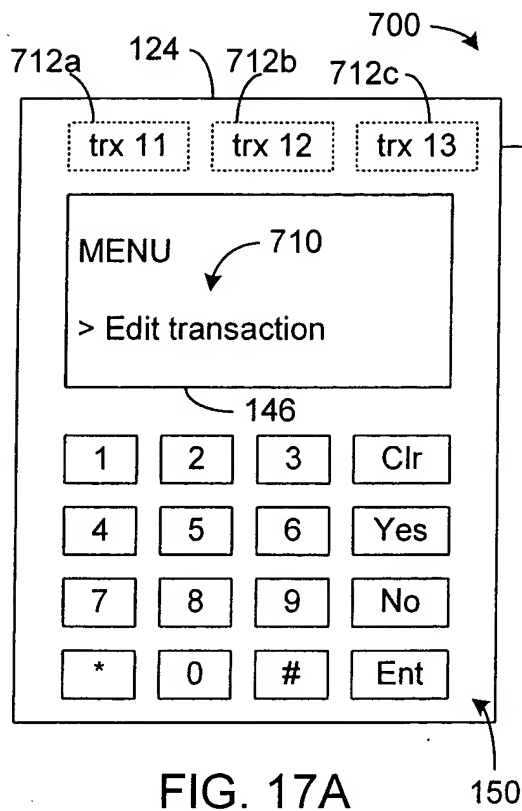 700
712a 124 712b 712c
trx 11 trx 12 trx 13
MENU
710
> Edit transaction
146
1 2 3 Clr
4 5 6 Yes
7 8 9 No
* 0 # Ent
FIG. 17A
150